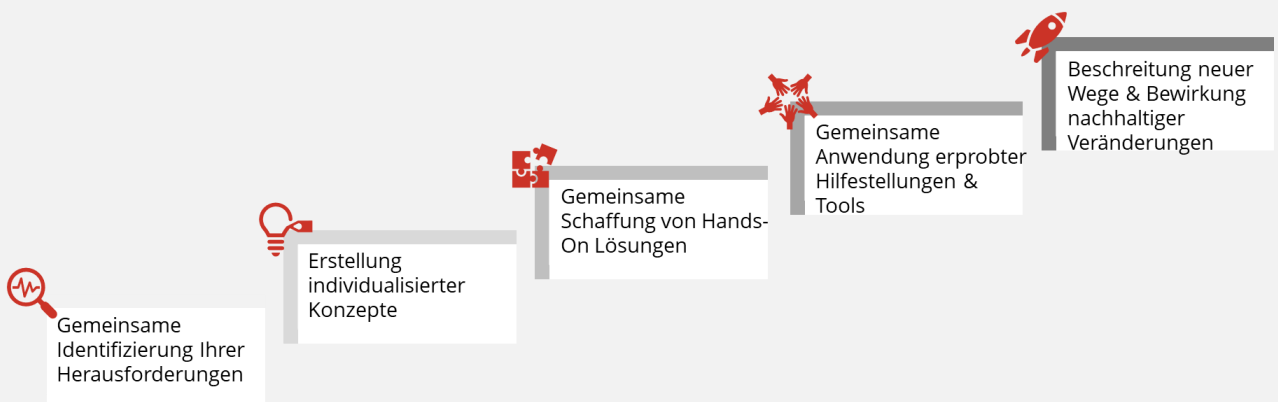 Gemeinsame
Identifizierung Ihrer
Herausforderungen
Erstellung
individualisierter
Konzepte
Gemeinsame
Schaffung von Hands-
On Lösungen
Gemeinsame
Anwendung erprobter
Hilfestellungen &
Tools
Beschreitung neuer
Wege & Bewirkung
nachhaltiger
Veränderungen